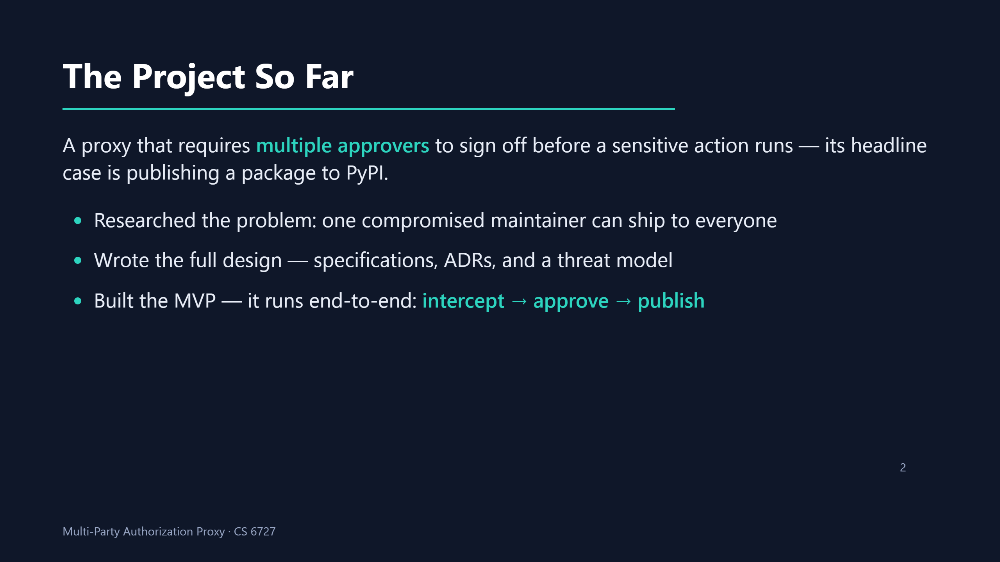 The Project So Far
A proxy that requires multiple approvers to sign off before a sensitive action runs — its headline
case is publishing a package to PyPI.
• Researched the problem: one compromised maintainer can ship to everyone
• Wrote the full design — specifications, ADRs, and a threat model
• Built the MVP — it runs end-to-end: intercept → approve → publish
2
Multi-Party Authorization Proxy · CS 6727